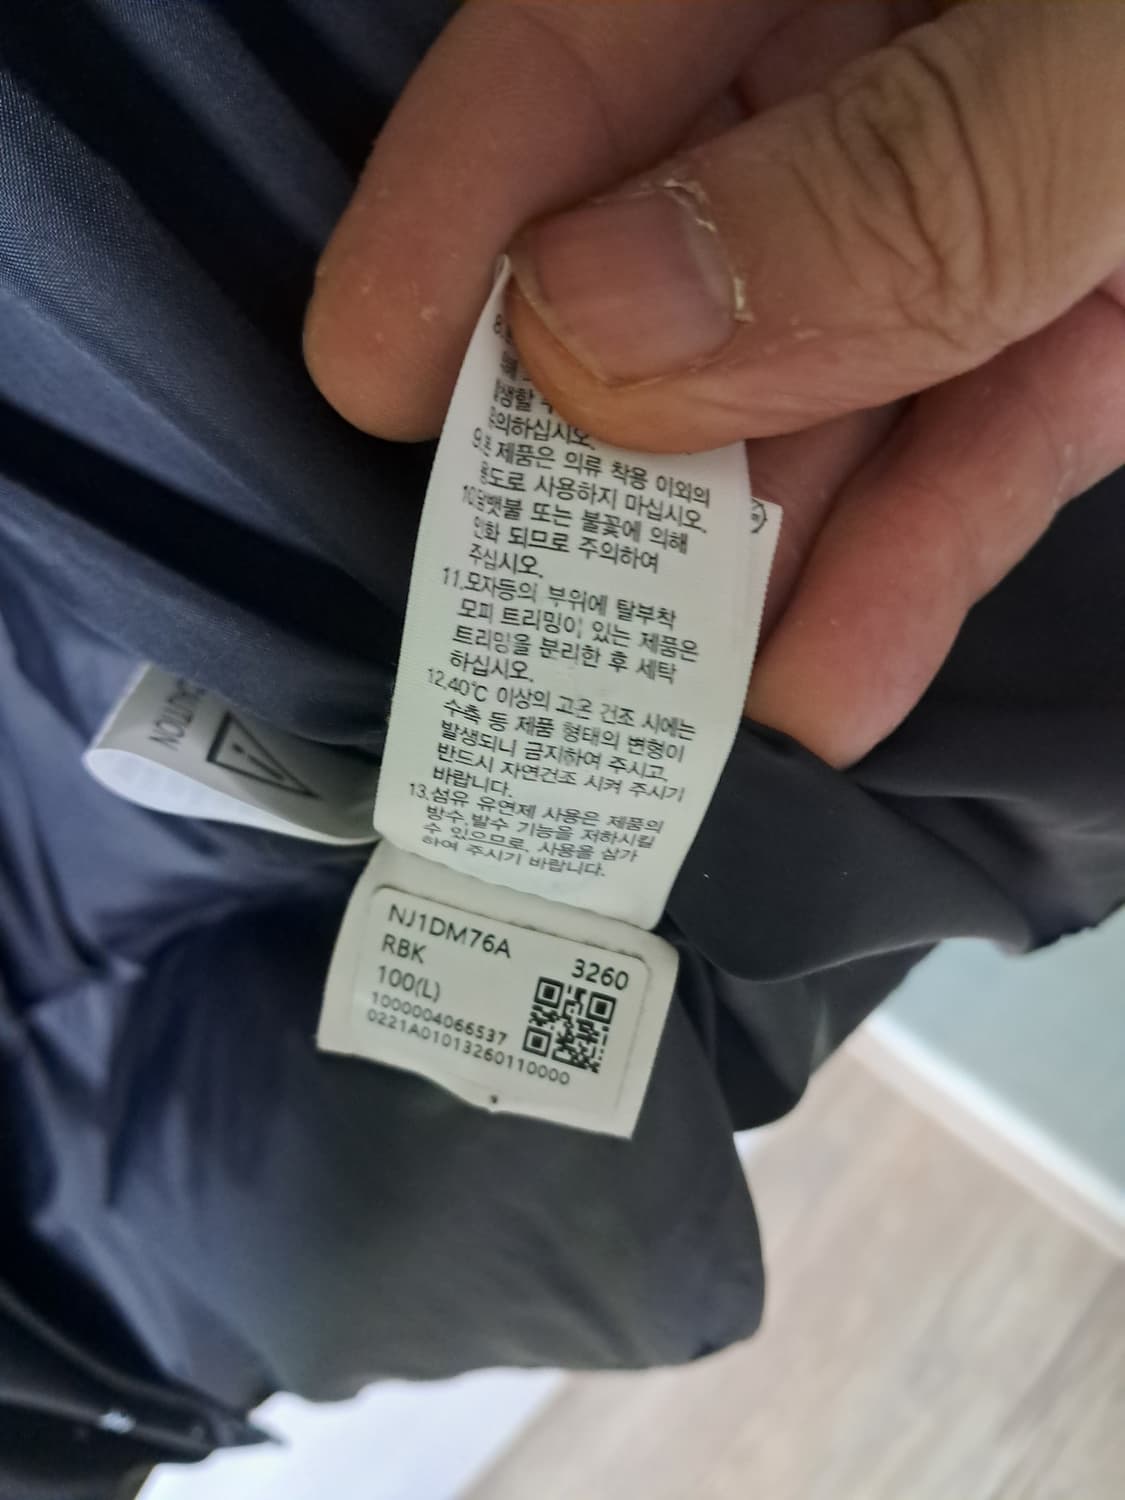 8.
생할 수
의하십시오.
9.본 제품은 의류 착용 이외의
용도로 사용하지 마십시오.
10.담뱃불 또는 불꽃에 의해
인화 되므로 주의하여
주십시오.
11.모자등의 부위에 탈부착
모피 트리밍이 있는 제품은
트리밍을 분리한 후 세탁
하십시오.
12.40℃ 이상의 고온 건조 시에는
수축 등 제품 형태의 변형이
발생되니 금지하여 주시고,
반드시 자연건조 시켜 주시기
바랍니다.
13.섬유 유연제 사용은 제품의
방수,발수 기능을 저하시킬
수 있으므로, 사용을 삼가
하여 주시기 바랍니다.
CAUTION
NJ1DM76A
RBK
3260
100(L)
1000004066537
0221A01013260110000